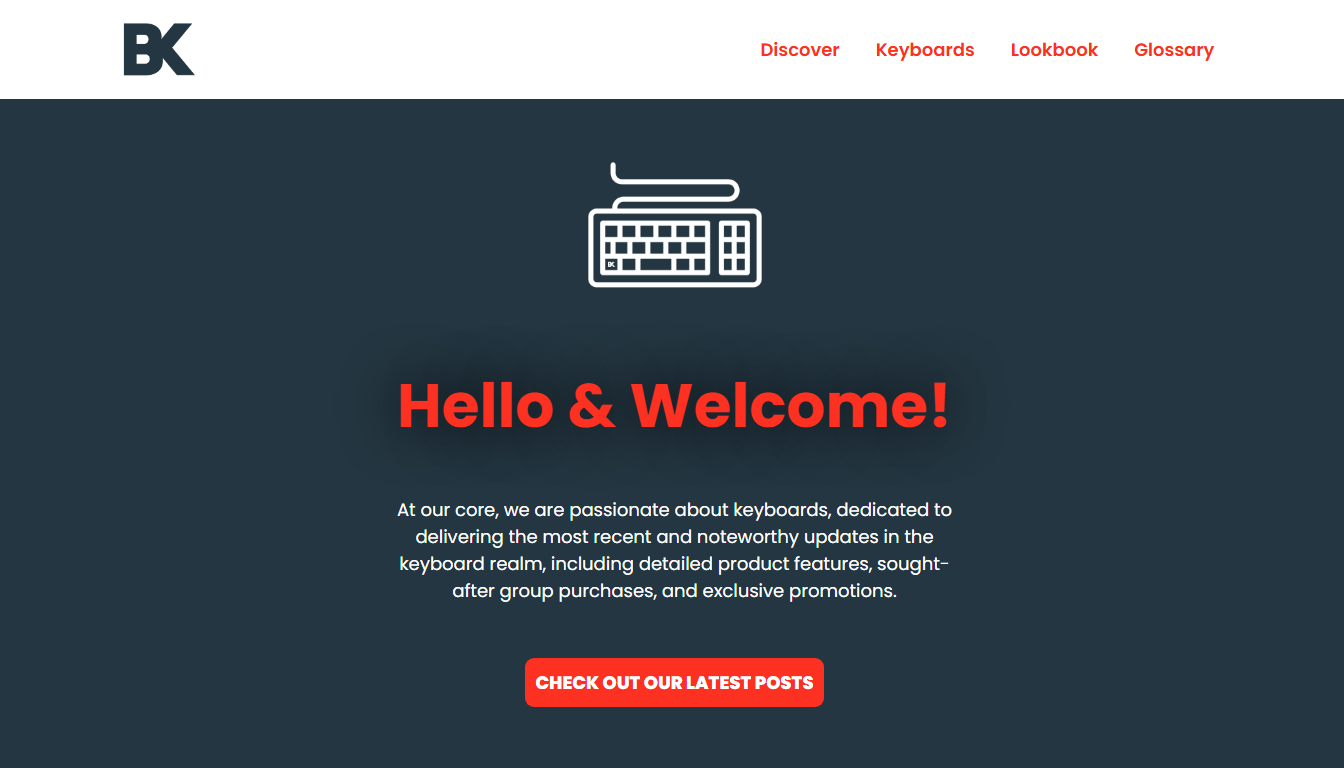 BK
Discover Keyboards Lookbook Glossary
BK
Hello & Welcome!
At our core, we are passionate about keyboards, dedicated to
delivering the most recent and noteworthy updates in the
keyboard realm, including detailed product features, sought-
after group purchases, and exclusive promotions.
CHECK OUT OUR LATEST POSTS